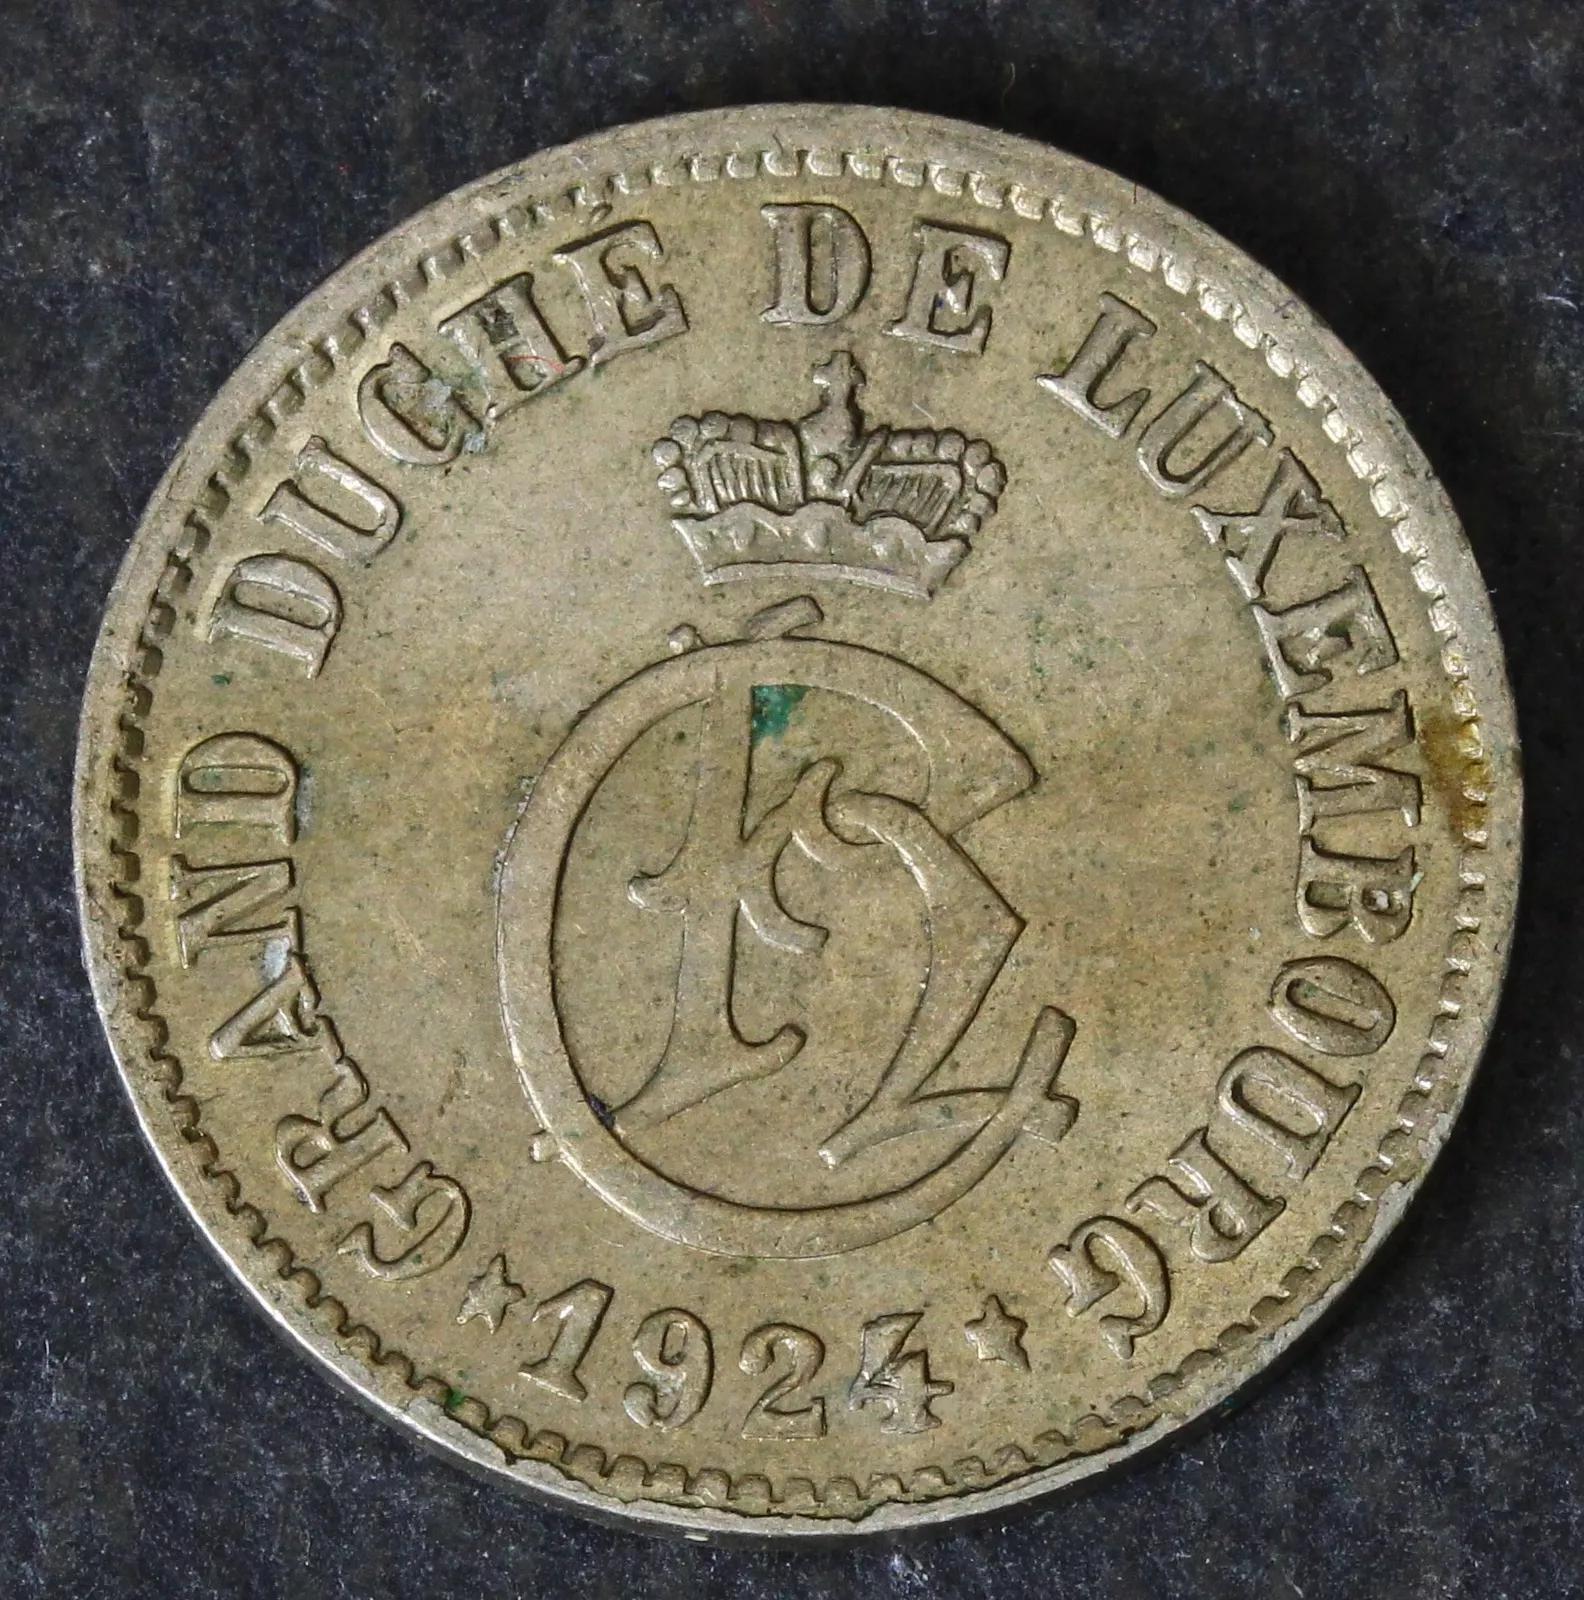 GRAND DUCHÉ DE LUXEMBOURG
★ 1924 ★